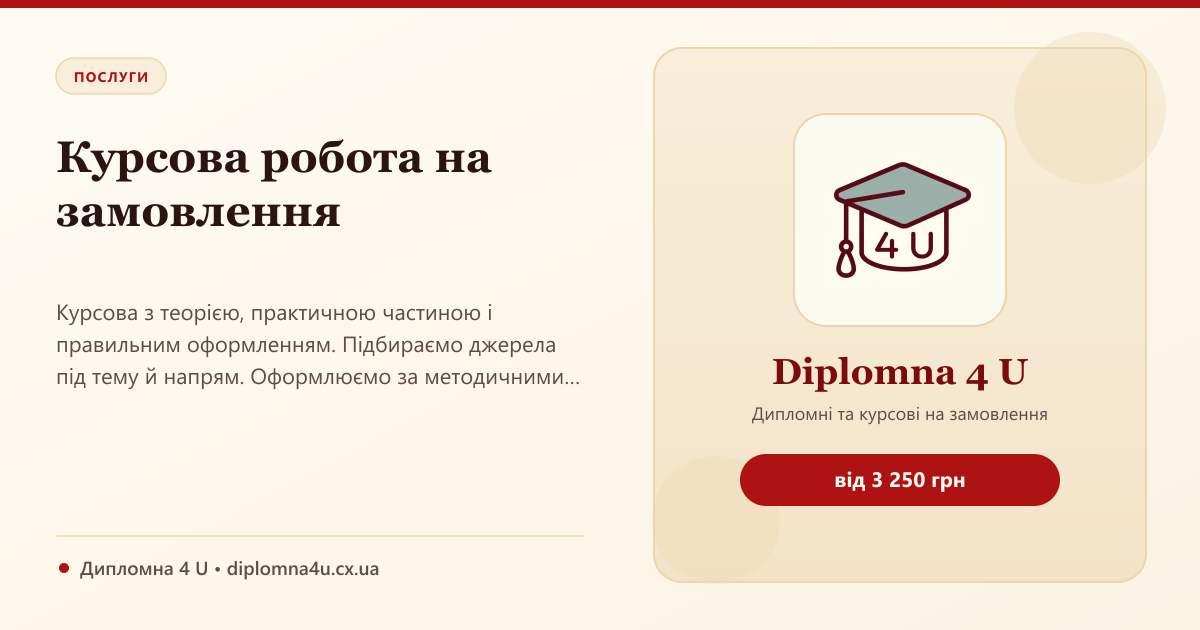 ПОСЛУГИ
Курсова робота на
замовлення
Курсова з теорією, практичною частиною і
правильним оформленням. Підбираємо джерела
під тему й напрям. Оформлюємо за методичними...
Дипломна 4 U • diplomna4u.cx.ua
4 U
Diplomna 4 U
Дипломні та курсові на замовлення
від 3 250 грн